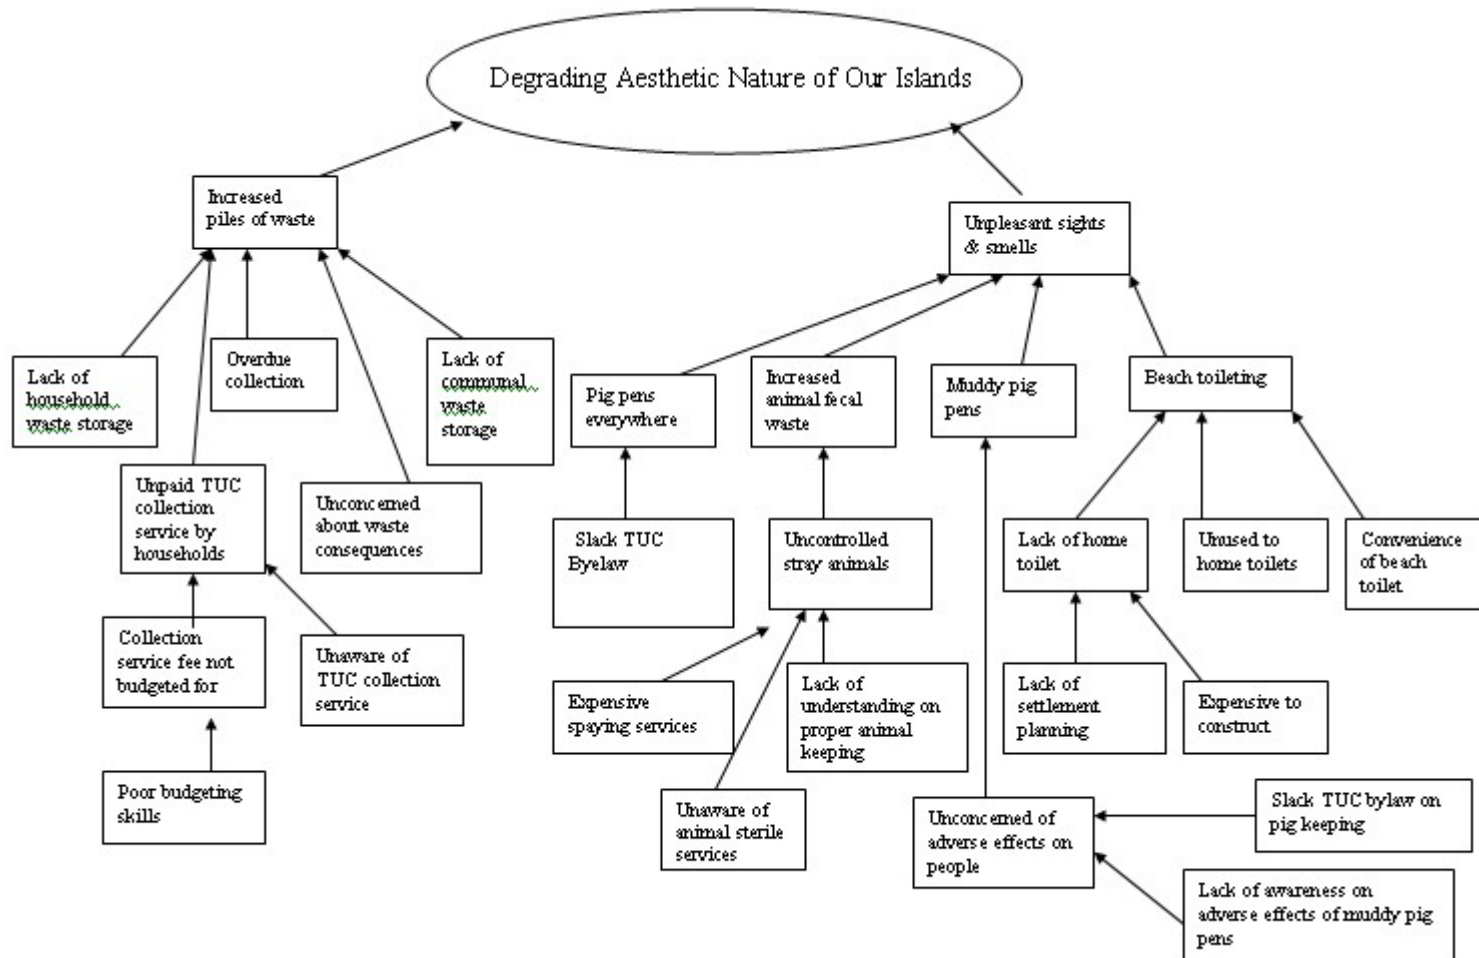 Degrading Aesthetic Nature of Our Islands
Increased
piles of waste
Unpleasant sights
& smells
Lack of
household
waste storage
Overdue
collection
Lack of
communal
waste
storage
Pig pens
everywhere
Increased
animal fecal
waste
Muddy pig
pens
Beach toileting
Unpaid TUC
collection
service by
households
Unconcerned
about waste
consequences
Slack TUC
Byelaw
Uncontrolled
stray animals
Lack of home
toilet
Unused to
home toilets
Convenience
of beach
toilet
Collection
service fee not
budgeted for
Unaware of
TUC collection
service
Expensive
spaying services
Lack of
understanding on
proper animal
keeping
Lack of
settlement
planning
Expensive to
construct
Poor budgeting
skills
Unaware of
animal sterile
services
Unconcerned of
adverse effects on
people
Slack TUC bylaw on
pig keeping
Lack of awareness on
adverse effects of muddy pig
pens